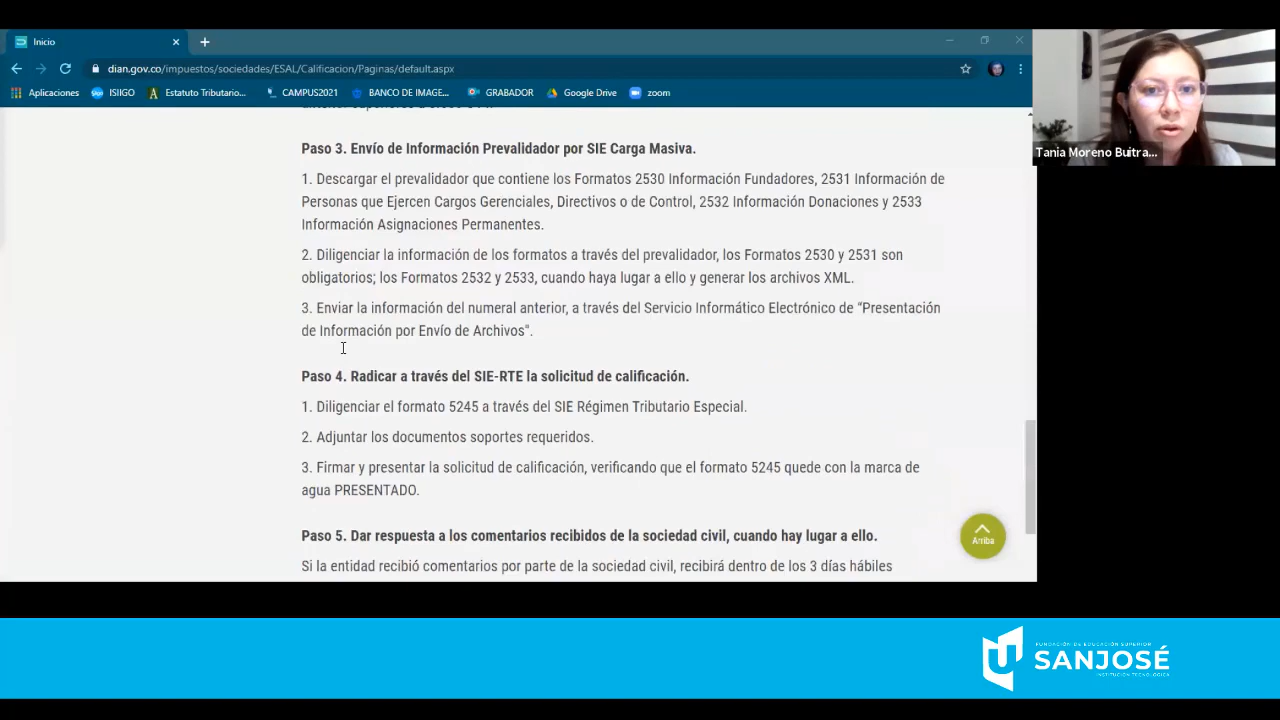 Inicio
dian.gov.co/impuestos/sociedades/ESAL/Calificacion/Paginas/default.aspx
Aplicaciones
ISIIGO
Estatuto Tributario...
CAMPUS2021
BANCO DE IMAGE...
GRABADOR
Google Drive
zoom
Tania Moreno Buitra...
Paso 3. Envío de Información Prevalidador por SIE Carga Masiva.
1. Descargar el prevalidador que contiene los Formatos 2530 Información Fundadores, 2531 Información de
Personas que Ejercen Cargos Gerenciales, Directivos o de Control, 2532 Información Donaciones y 2533
Información Asignaciones Permanentes.
2. Diligenciar la información de los formatos a través del prevalidador, los Formatos 2530 y 2531 son
obligatorios; los Formatos 2532 y 2533, cuando haya lugar a ello y generar los archivos XML.
3. Enviar la información del numeral anterior, a través del Servicio Informático Electrónico de “Presentación
de Información por Envío de Archivos".
Paso 4. Radicar a través del SIE-RTE la solicitud de calificación.
1. Diligenciar el formato 5245 a través del SIE Régimen Tributario Especial.
2. Adjuntar los documentos soportes requeridos.
3. Firmar y presentar la solicitud de calificación, verificando que el formato 5245 quede con la marca de
agua PRESENTADO.
Arriba
Paso 5. Dar respuesta a los comentarios recibidos de la sociedad civil, cuando hay lugar a ello.
Si la entidad recibió comentarios por parte de la sociedad civil, recibirá dentro de los 3 días hábiles
FUNDACIÓN DE EDUCACIÓN SUPERIOR
SANJOSÉ
INSTITUCIÓN TECNOLÓGICA